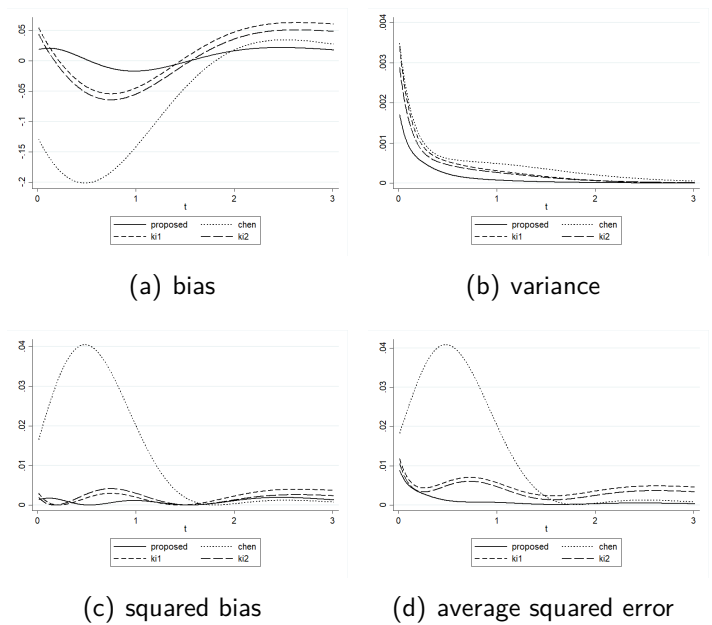 .05
0
-.05
-.1
-.15
-.2
0 1 2 3
t
proposed chen
ki1 ki2
(a) bias
.004
.003
.002
.001
0
0 1 2 3
t
proposed chen
ki1 ki2
(b) variance
.04
.03
.02
.01
0
0 1 2 3
t
proposed chen
ki1 ki2
(c) squared bias
.04
.03
.02
.01
0
0 1 2 3
t
proposed chen
ki1 ki2
(d) average squared error